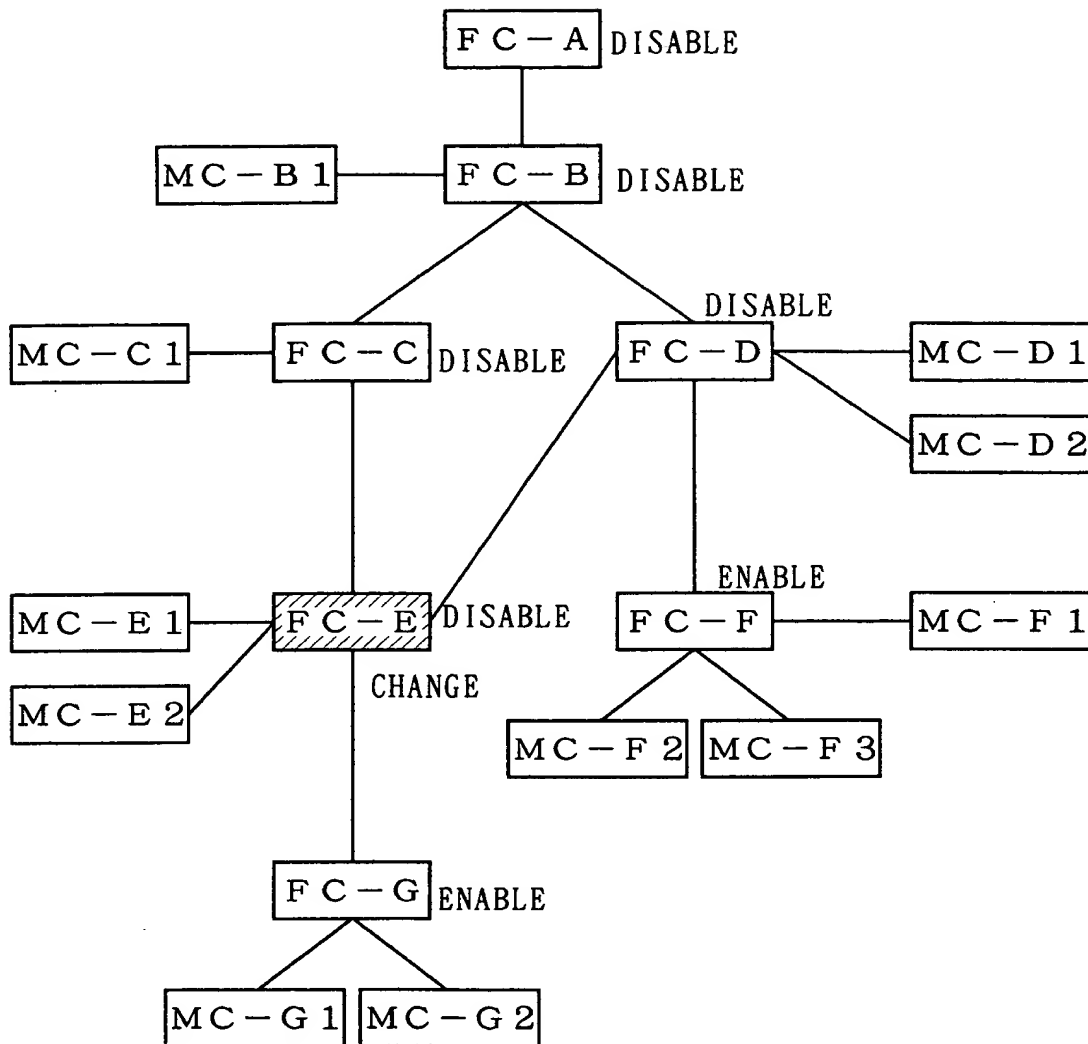 FC-A DISABLE
MC-B1 FC-B DISABLE
DISABLE
MC-C1 FC-C DISABLE FC-D MC-D1
MC-D2
ENABLE
MC-E1 FC-E DISABLE FC-F MC-F1
CHANGE
MC-E2
MC-F2 MC-F3
FC-G ENABLE
MC-G1 MC-G2